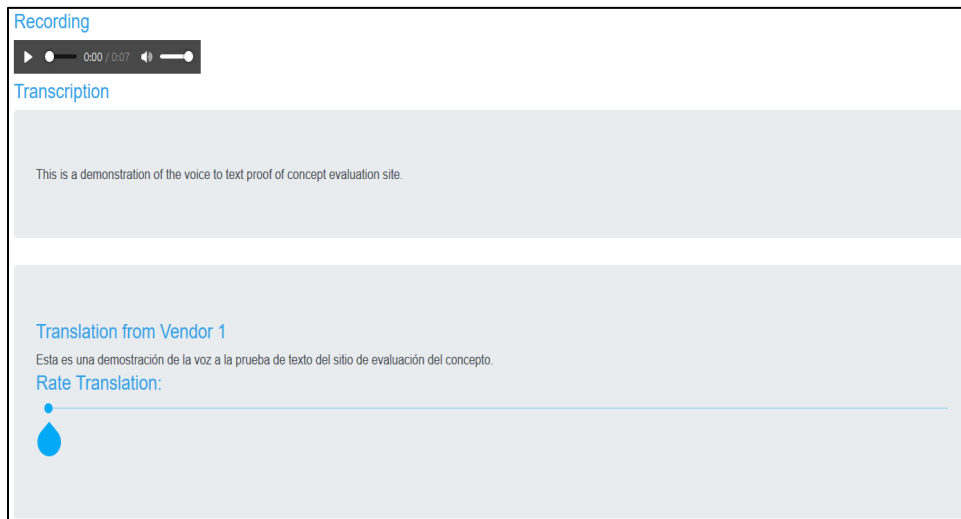 Recording
0:00 / 0:07
Transcription
This is a demonstration of the voice to text proof of concept evaluation site.
Translation from Vendor 1
Esta es una demostración de la voz a la prueba de texto del sitio de evaluación del concepto.
Rate Translation: